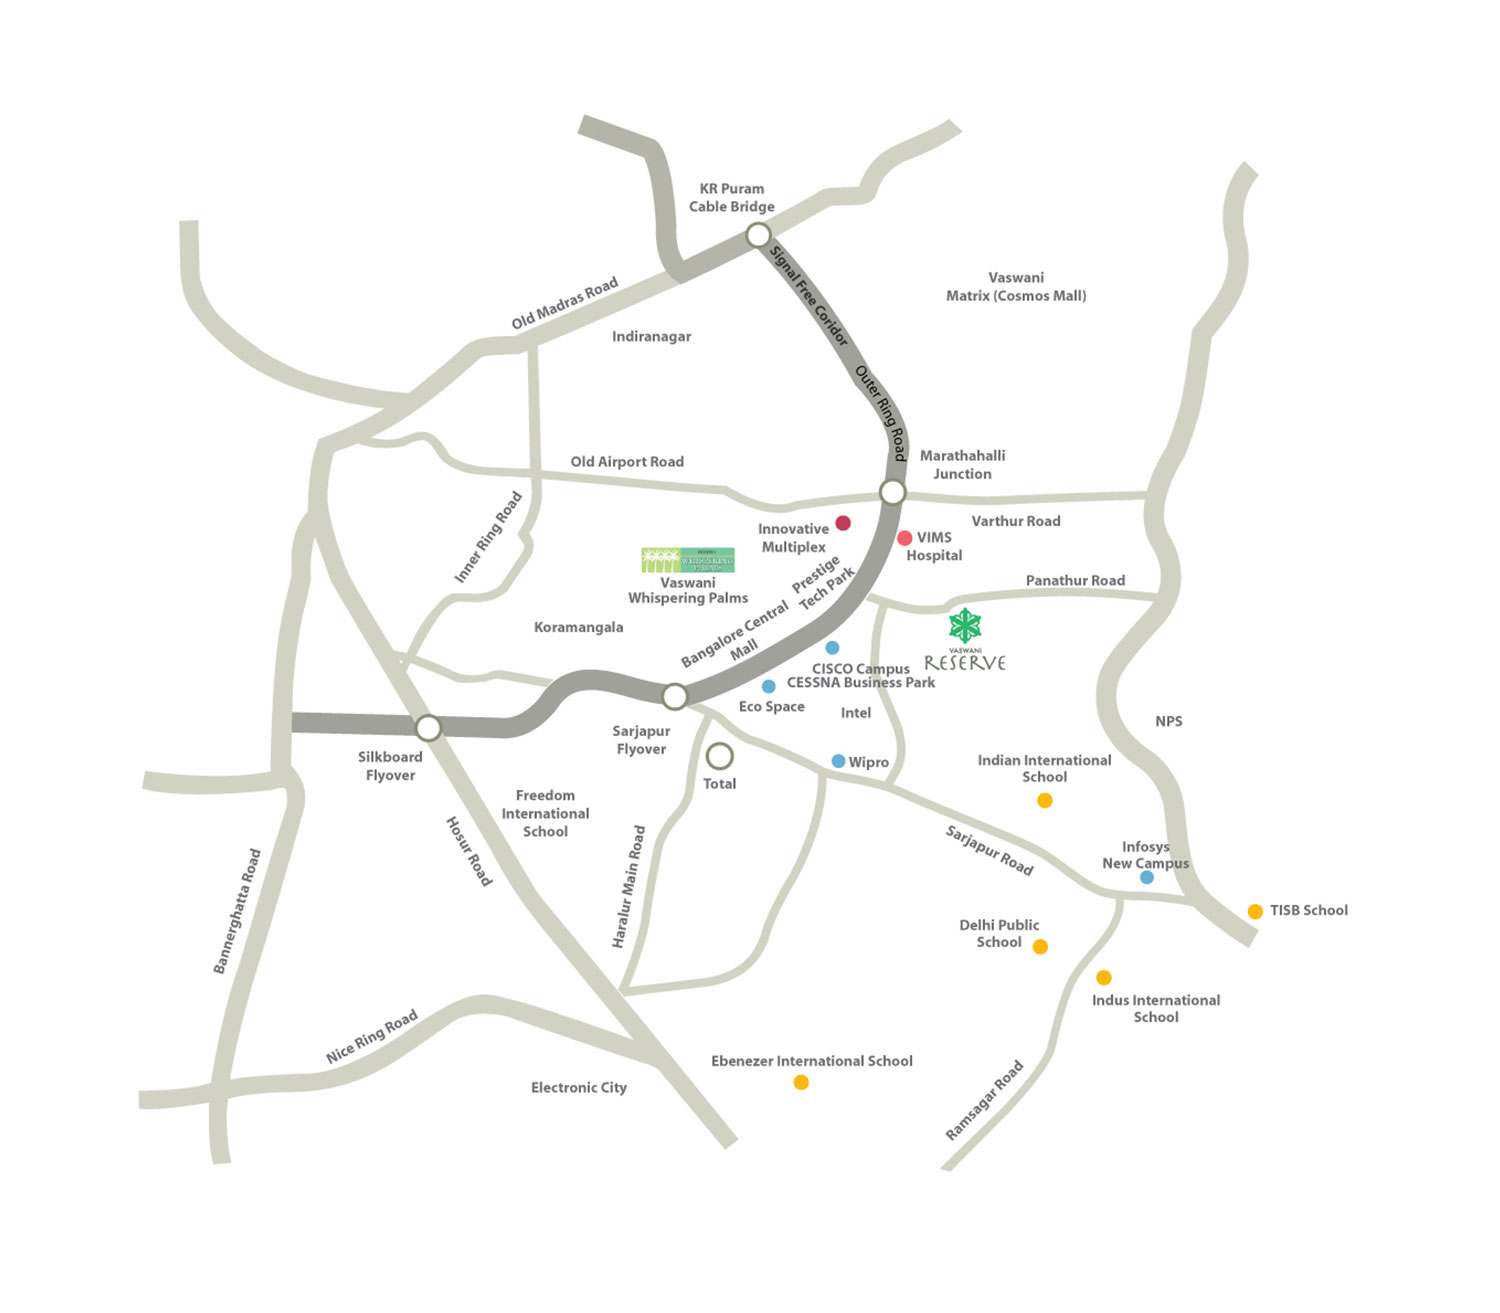 KR Puram
Cable Bridge
Signal Free Coridor
Vaswani
Matrix (Cosmos Mall)
Old Madras Road
Indiranagar
Outer Ring Road
Marathahalli
Junction
Old Airport Road
Inner Ring Road
Innovative
Multiplex
VIMS
Hospital
Varthur Road
WHISPERING
PALMS
Vaswani
Whispering Palms
Prestige
Tech Park
Panathur Road
Koramangala
Bangalore Central
Mall
VASWANI
RESERVE
CISCO Campus
CESSNA Business Park
Eco Space
Intel
NPS
Sarjapur
Flyover
Silkboard
Flyover
Wipro
Indian International
School
Total
Freedom
International
School
Hosur Road
Haralur Main Road
Sarjapur Road
Infosys
New Campus
Bannerghatta Road
TISB School
Delhi Public
School
Indus International
School
Nice Ring Road
Ebenezer International School
Electronic City
Ramsagar Road